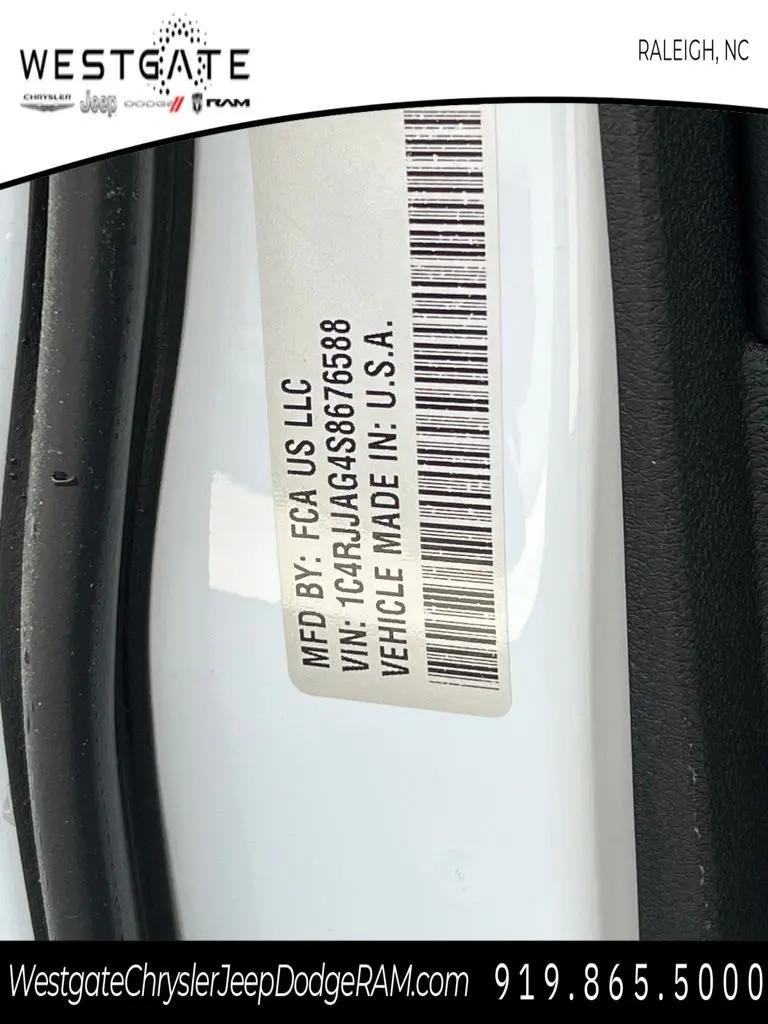 WESTGATE
RALEIGH, NC
CHRYSLER Jeep DODGE RAM
MFD BY: FCA US LLC
VIN: 1C4RJJAG4S8676588
VEHICLE MADE IN: U.S.A.
WestgateChryslerJeepDodgeRAM.com 919.865.5000